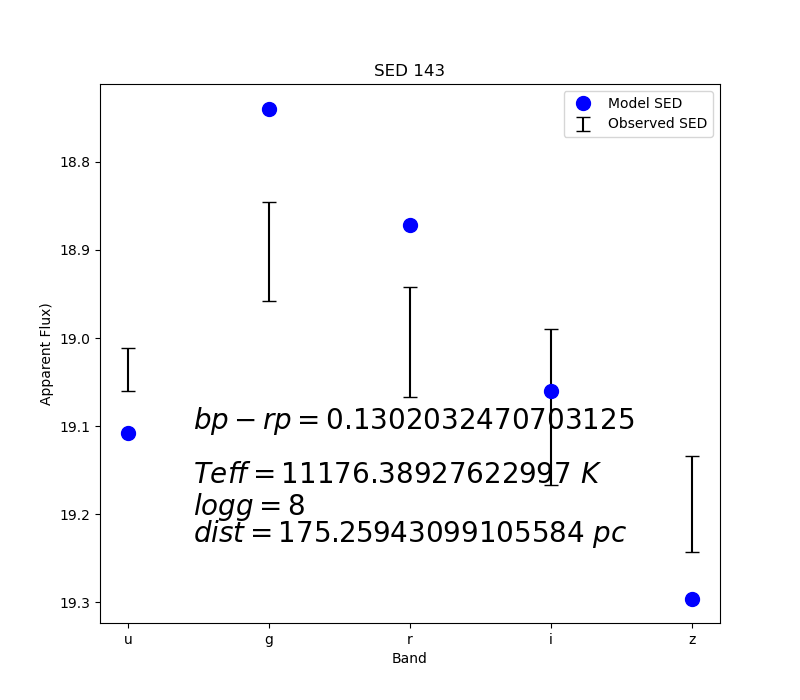 SED 143
Model SED
Observed SED
Apparent Flux)
18.8
18.9
19.0
19.1
19.2
19.3
bp − rp = 0.1302032470703125
Teff = 11176.38927622997 K
logg = 8
dist = 175.25943099105584 pc
u g r i z
Band